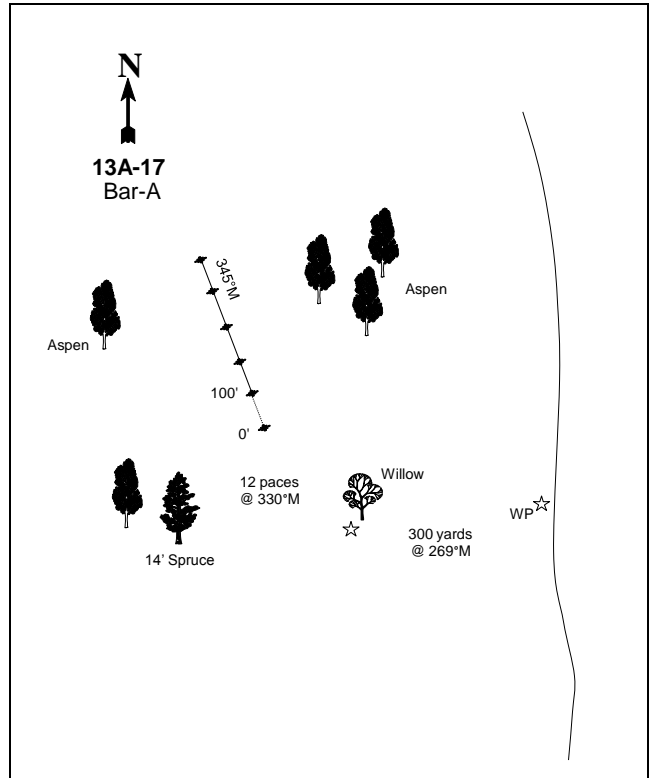 N
13A-17
Bar-A
345°M
Aspen
Aspen
100'
0'
12 paces
@ 330°M
Willow
WP
300 yards
@ 269°M
14' Spruce